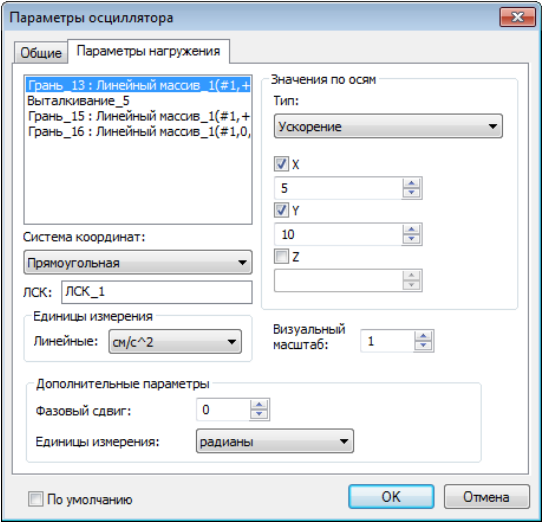 Параметры осциллятора
Общие
Параметры нагружения
Грань_13 : Линейный массив_1(#1,+
Выталкивание_5
Грань_15 : Линейный массив_1(#1,+
Грань_16 : Линейный массив_1(#1,0,
Система координат:
Прямоугольная
ЛСК: ЛСК_1
Единицы измерения
Линейные: см/с^2
Значения по осям
Тип:
Ускорение
X
5
Y
10
Z
Визуальный
масштаб: 1
Дополнительные параметры
Фазовый сдвиг: 0
Единицы измерения: радианы
По умолчанию
OK
Отмена